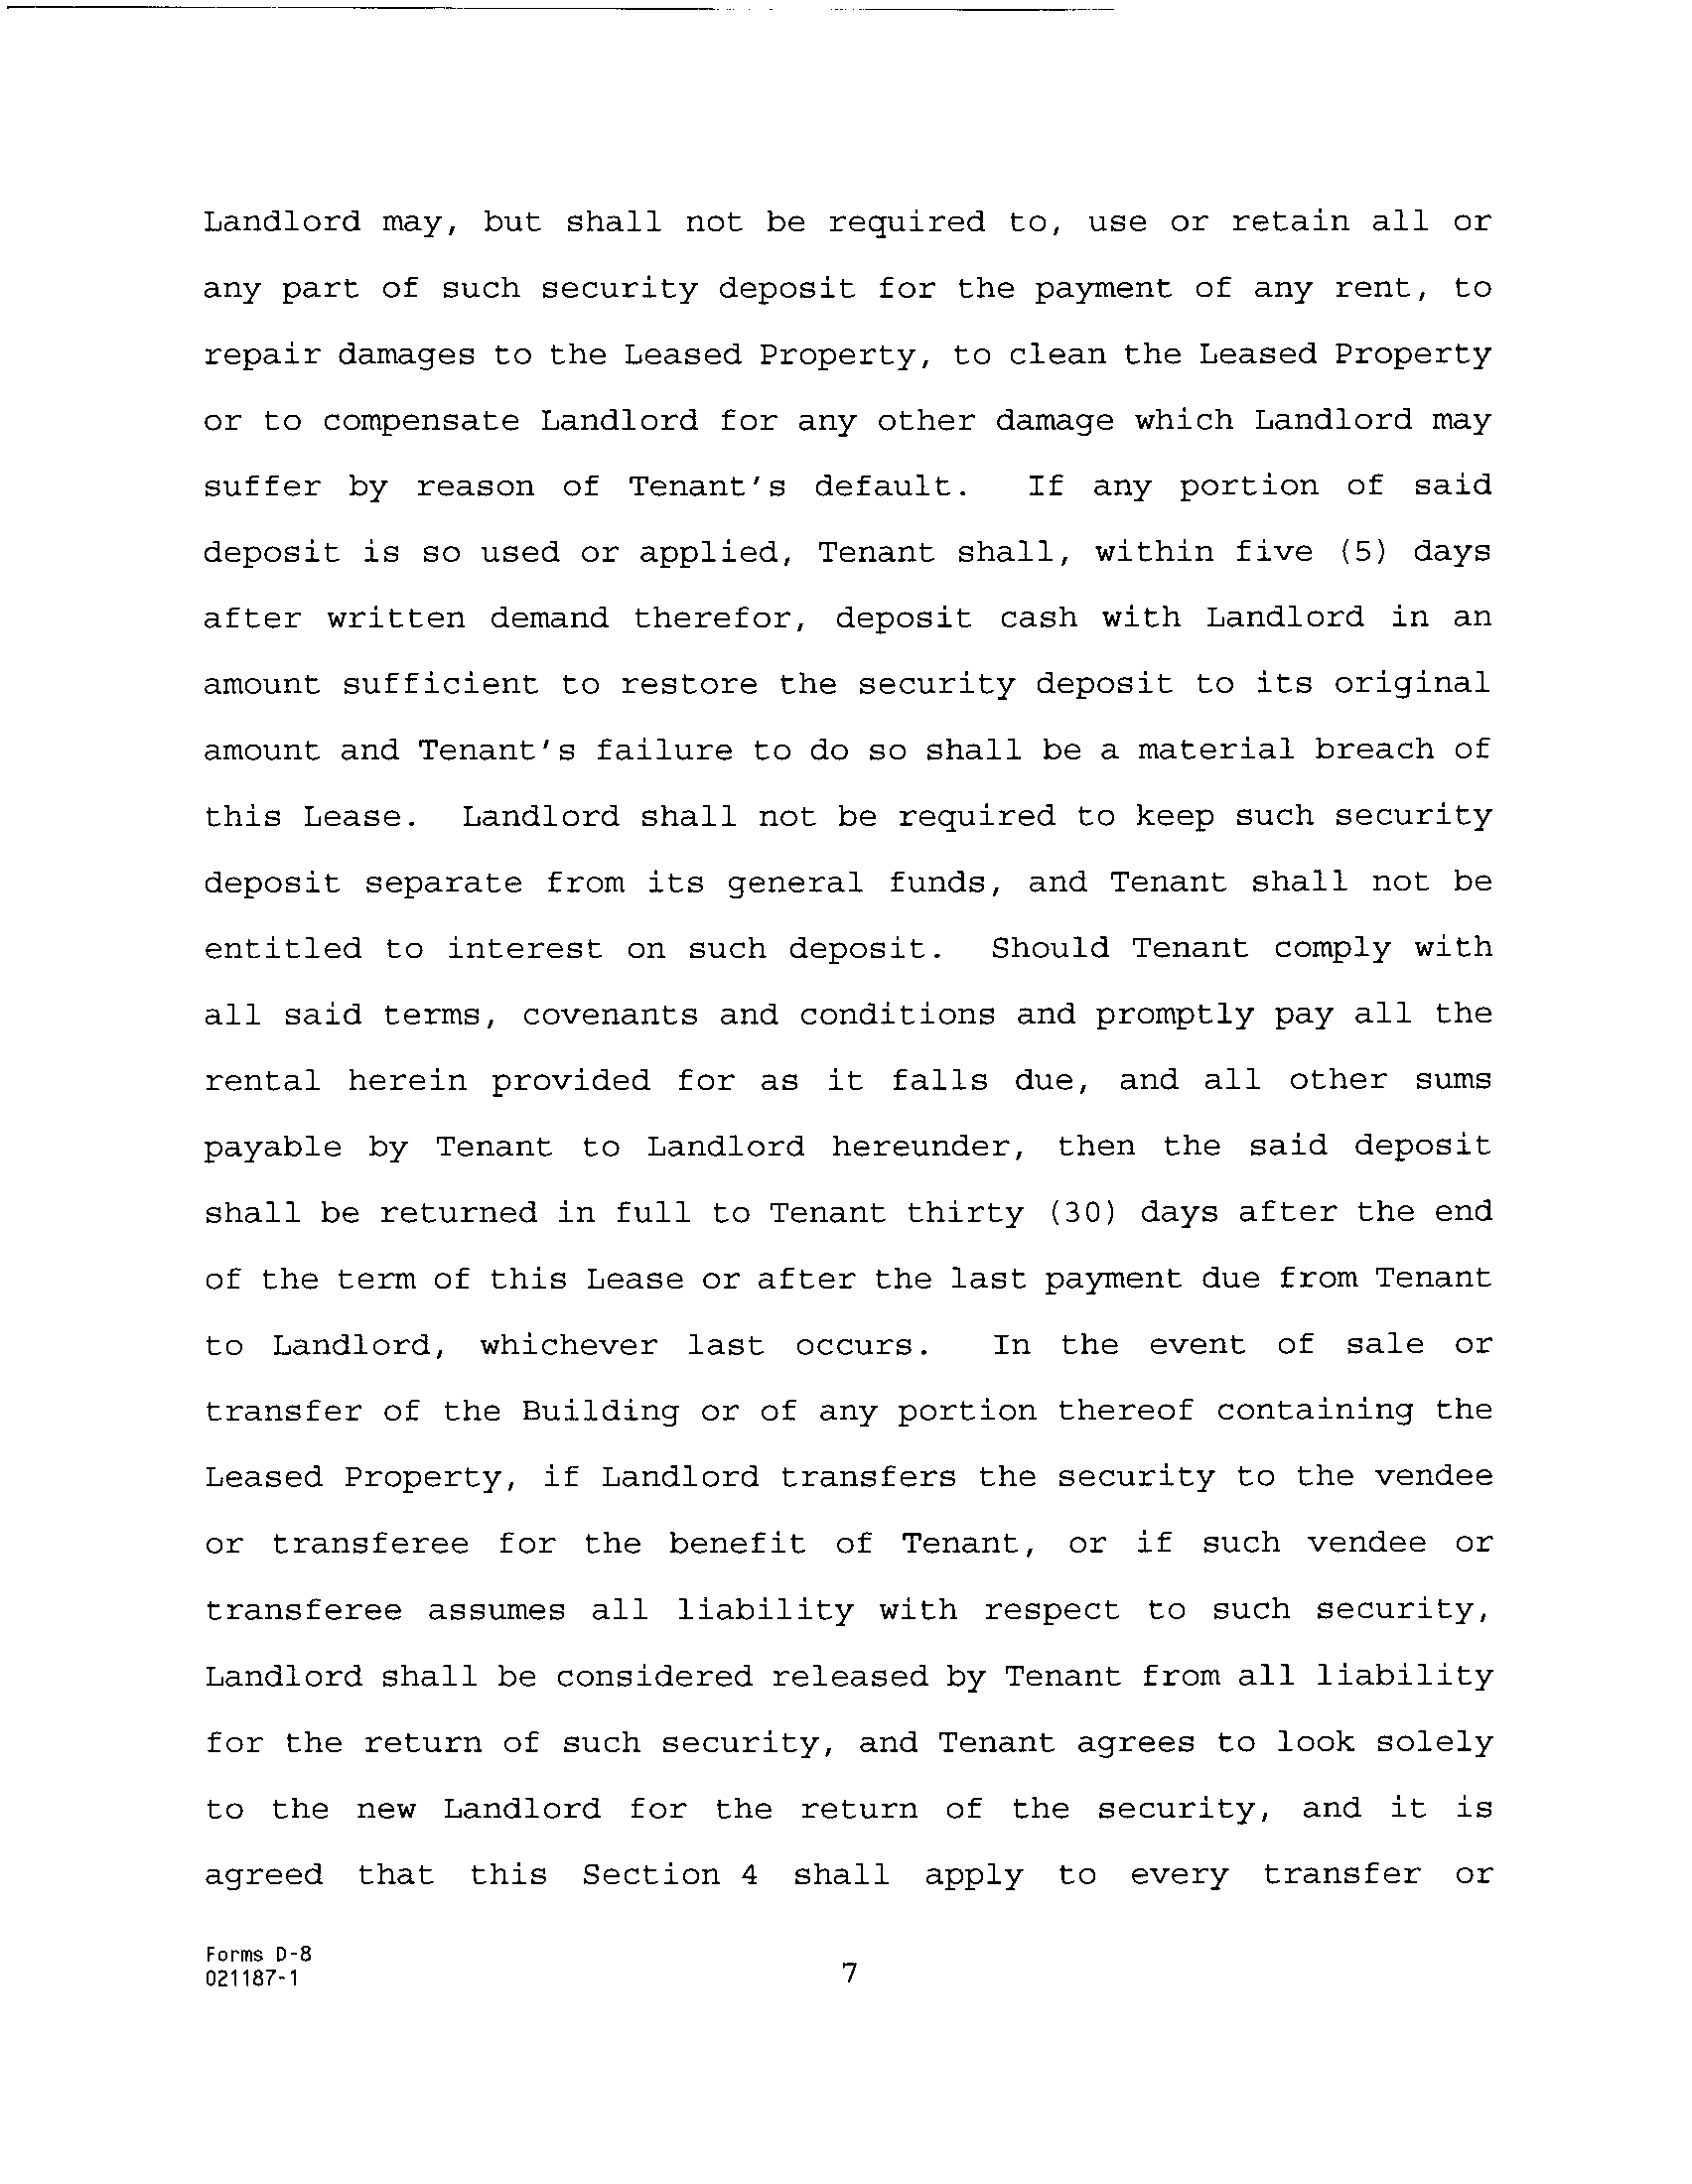 Landlord may, but shall not be required to, use or retain all or
any part of such security deposit for the payment of any rent, to
repair damages to the Leased Property, to clean the Leased Property
or to compensate Landlord for any other damage which Landlord may
suffer by reason of Tenant's default. If any portion of said
deposit is so used or applied, Tenant shall, within five (5) days
after written demand therefor, deposit cash with Landlord in an
amount sufficient to restore the security deposit to its original
amount and Tenant's failure to do so shall be a material breach of
this Lease. Landlord shall not be required to keep such security
deposit separate from its general funds, and Tenant shall not be
entitled to interest on such deposit. Should Tenant comply with
all said terms, covenants and conditions and promptly pay all the
rental herein provided for as it falls due, and all other sums
payable by Tenant to Landlord hereunder, then the said deposit
shall be returned in full to Tenant thirty (30) days after the end
of the term of this Lease or after the last payment due from Tenant
to Landlord, whichever last occurs. In the event of sale or
transfer of the Building or of any portion thereof containing the
Leased Property, if Landlord transfers the security to the vendee
or transferee for the benefit of Tenant, or if such vendee or
transferee assumes all liability with respect to such security,
Landlord shall be considered released by Tenant from all liability
for the return of such security, and Tenant agrees to look solely
to the new Landlord for the return of the security, and it is
agreed that this Section 4 shall apply to every transfer or
Forms D-8
021187-1
7